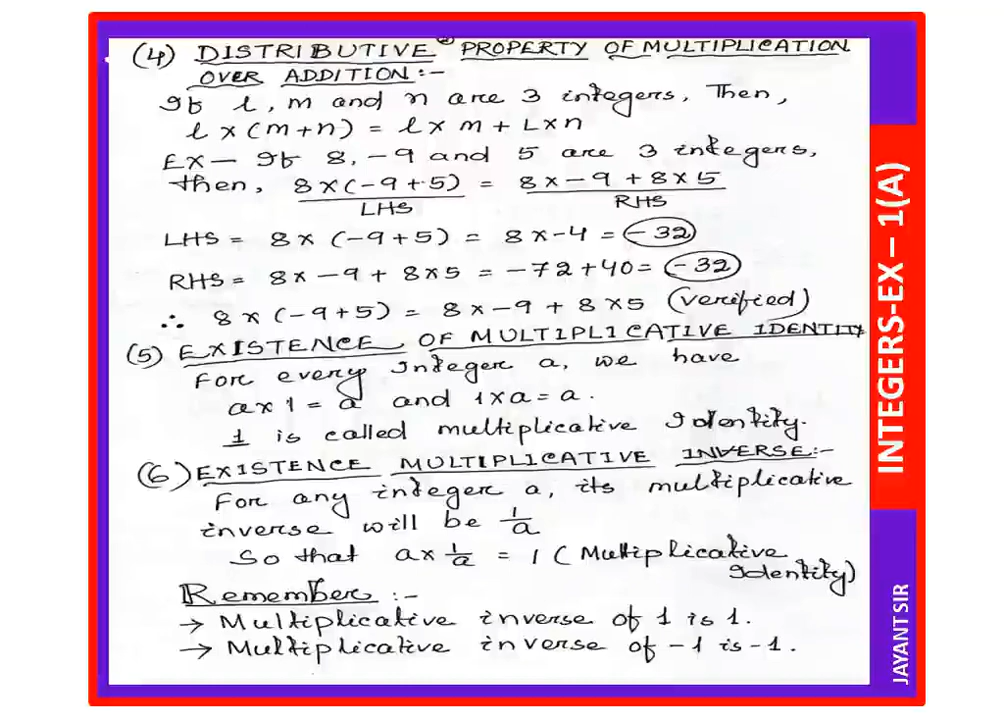 (4) DISTRIBUTIVE PROPERTY OF MULTIPLICATION
OVER ADDITION :-
If l, m and n are 3 integers, Then,
l × (m+n) = l × m + L × n
EX — If 8, -9 and 5 are 3 integers,
then, 8 × (-9+5) = 8 × -9 + 8 × 5
LHS RHS
LHS = 8 × (-9+5) = 8 × -4 = -32
RHS = 8 × -9 + 8 × 5 = -72 + 40 = -32
∴ 8 × (-9+5) = 8 × -9 + 8 × 5 (verified)
(5) EXISTENCE OF MULTIPLICATIVE IDENTITY
For every integer a, we have
a × 1 = a and 1 × a = a.
1 is called multiplicative Identity.
(6) EXISTENCE MULTIPLICATIVE INVERSE :-
For any integer a, its multiplicative
inverse will be 1/a
So that a × 1/a = 1 (Multiplicative
Identity)
Remember :-
→ Multiplicative inverse of 1 is 1.
→ Multiplicative inverse of -1 is -1.
INTEGERS-EX – 1(A)
JAYANT SIR